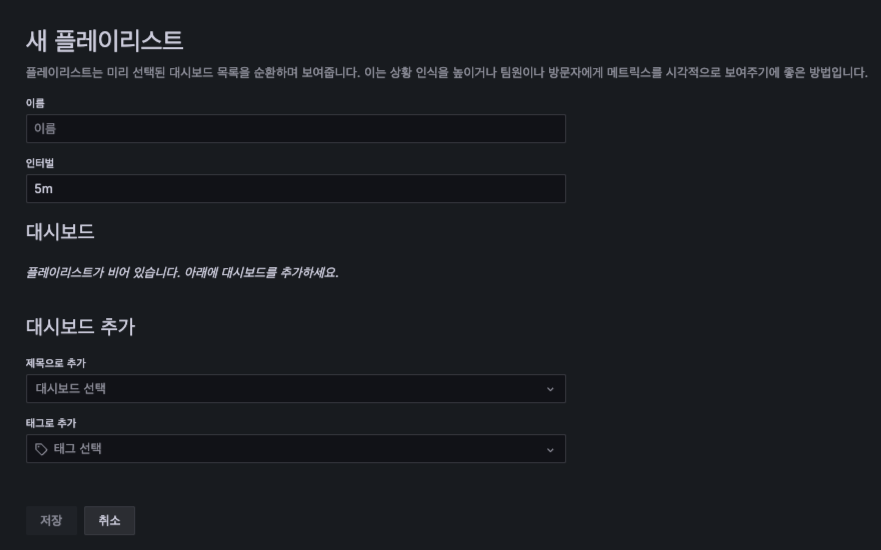 새 플레이리스트
플레이리스트는 미리 선택된 대시보드 목록을 순환하며 보여줍니다. 이는 상황 인식을 높이거나 팀원이나 방문자에게 메트릭스를 시각적으로 보여주기에 좋은 방법입니다.
이름
이름
인터벌
5m
대시보드
플레이리스트가 비어 있습니다. 아래에 대시보드를 추가하세요.
대시보드 추가
제목으로 추가
대시보드 선택
태그로 추가
태그 선택
저장 취소